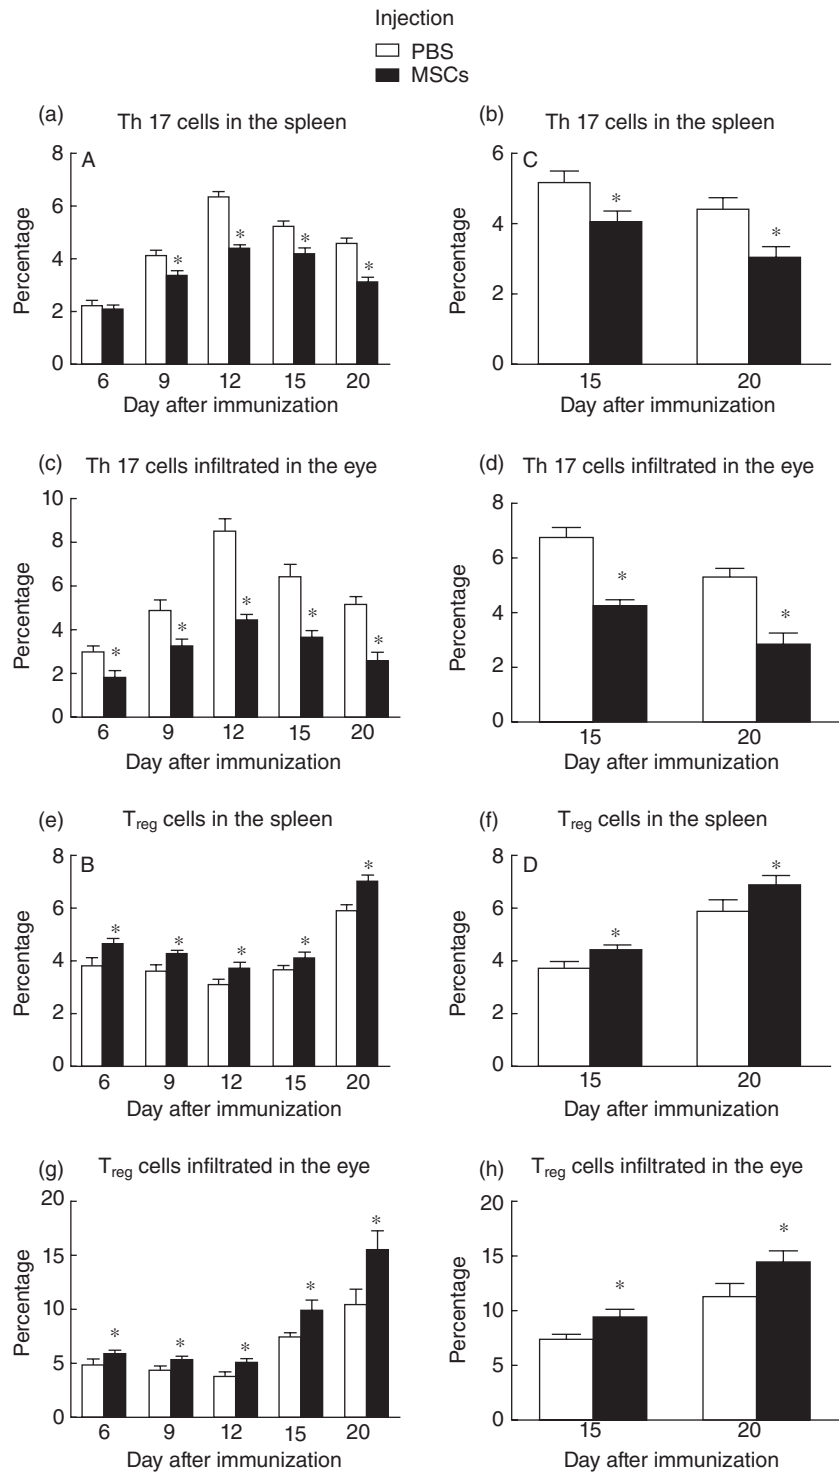 Injection
PBS
MSCs
(a) Th 17 cells in the spleen
A
8
6
4
2
0
Percentage
6 9 12 15 20
Day after immunization
(b) Th 17 cells in the spleen
C
6
4
2
0
Percentage
15 20
Day after immunization
(c) Th 17 cells infiltrated in the eye
10
8
6
4
2
0
Percentage
6 9 12 15 20
Day after immunization
(d) Th 17 cells infiltrated in the eye
8
6
4
2
0
Percentage
15 20
Day after immunization
(e) Treg cells in the spleen
B
8
6
4
2
0
Percentage
6 9 12 15 20
Day after immunization
(f) Treg cells in the spleen
D
8
6
4
2
0
Percentage
15 20
Day after immunization
(g) Treg cells infiltrated in the eye
20
15
10
5
0
Percentage
6 9 12 15 20
Day after immunization
(h) Treg cells infiltrated in the eye
20
15
10
5
0
Percentage
15 20
Day after immunization